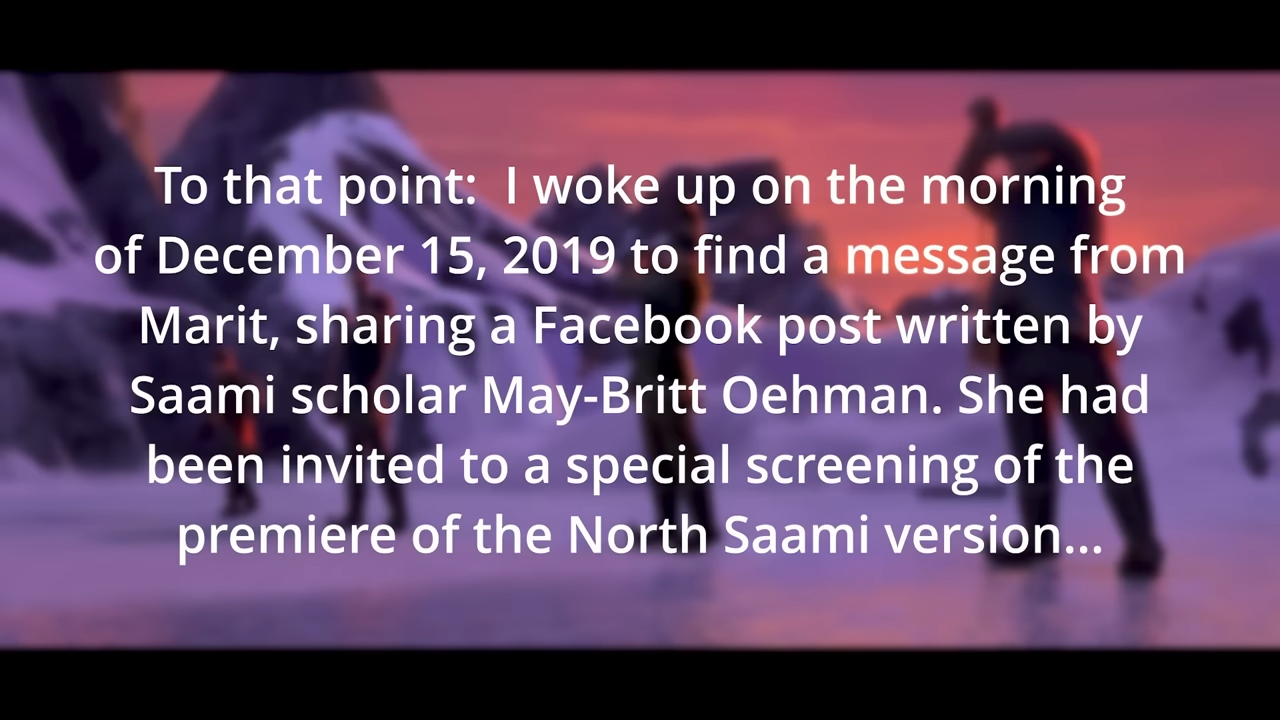 To that point:  I woke up on the morning
of December 15, 2019 to find a message from
Marit, sharing a Facebook post written by
Saami scholar May-Britt Oehman. She had
been invited to a special screening of the
premiere of the North Saami version...